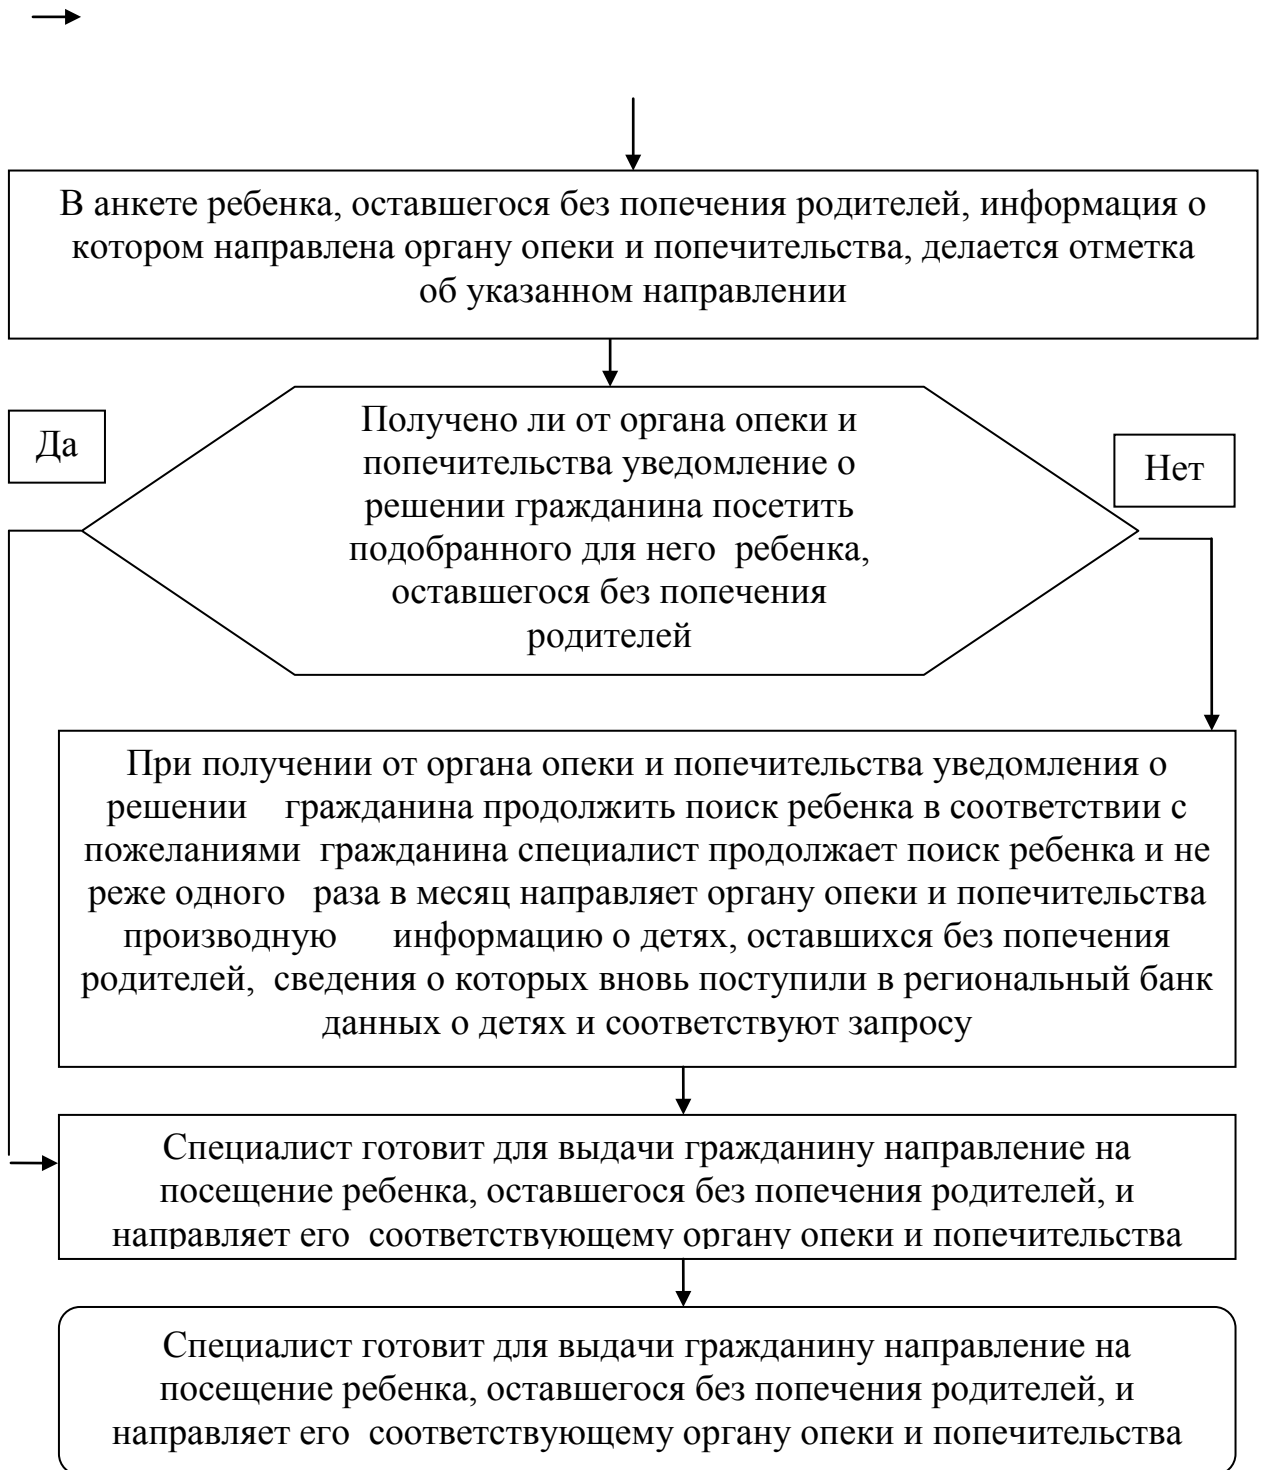 В анкете ребенка, оставшегося без попечения родителей, информация о
котором направлена органу опеки и попечительства, делается отметка
об указанном направлении
Да
Получено ли от органа опеки и
попечительства уведомление о
решении гражданина посетить
подобранного для него ребенка,
оставшегося без попечения
родителей
Нет
При получении от органа опеки и попечительства уведомления о
решении гражданина продолжить поиск ребенка в соответствии с
пожеланиями гражданина специалист продолжает поиск ребенка и не
реже одного раза в месяц направляет органу опеки и попечительства
производную информацию о детях, оставшихся без попечения
родителей, сведения о которых вновь поступили в региональный банк
данных о детях и соответствуют запросу
Специалист готовит для выдачи гражданину направление на
посещение ребенка, оставшегося без попечения родителей, и
направляет его соответствующему органу опеки и попечительства
Специалист готовит для выдачи гражданину направление на
посещение ребенка, оставшегося без попечения родителей, и
направляет его соответствующему органу опеки и попечительства